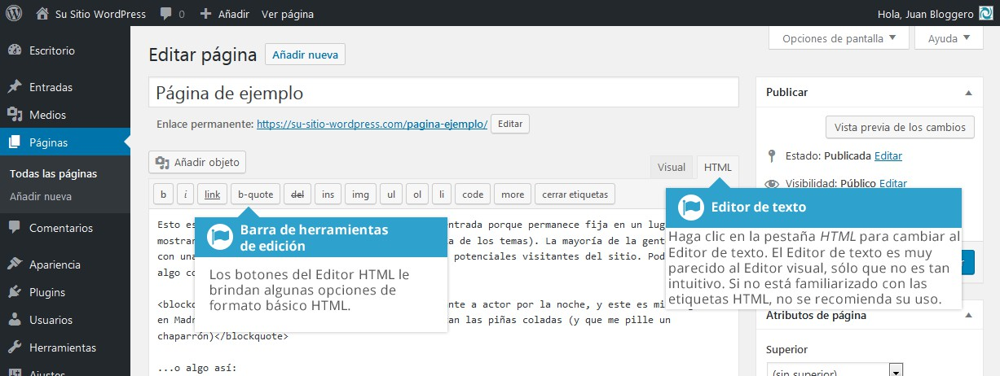 Su Sitio WordPress 0 Añadir Ver página Hola, Juan Bloggero
Opciones de pantalla Ayuda
Escritorio
Entradas
Medios
Páginas
Todas las páginas
Añadir nueva
Comentarios
Apariencia
Plugins
Usuarios
Herramientas
Ajustes
Editar página Añadir nueva
Página de ejemplo
Enlace permanente: https://su-sitio-wordpress.com/pagina-ejemplo/ Editar
Añadir objeto
Visual HTML
b i link b-quote del ins img ul ol li code more cerrar etiquetas
Esto es ntrada porque permanece fija en un lug
mostrar a de los temas). La mayoría de la gent
con una potenciales visitantes del sitio. Pod
algo co
<blockq nte a actor por la noche, y este es mi
en Madr an las piñas coladas (y que me pille un
chaparrón)</blockquote>
...o algo así:
Barra de herramientas
de edición
Los botones del Editor HTML le
brindan algunas opciones de
formato básico HTML.
Editor de texto
Haga clic en la pestaña HTML para cambiar al
Editor de texto. El Editor de texto es muy
parecido al Editor visual, sólo que no es tan
intuitivo. Si no está familiarizado con las
etiquetas HTML, no se recomienda su uso.
Publicar
Vista previa de los cambios
Estado: Publicada Editar
Visibilidad: Público Editar
Atributos de página
Superior
(sin superior)